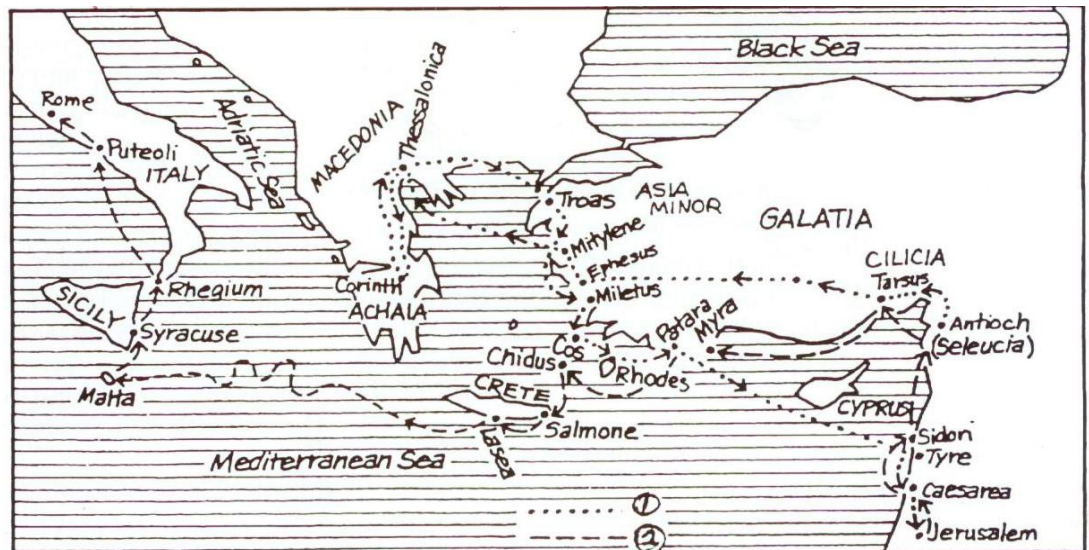 Black Sea
Rome
Puteoli
ITALY
Adriatic Sea
MACEDONIA
Thessalonica
Troas
ASIA
MINOR
GALATIA
Mitylene
Ephesus
Miletus
CILICIA
Tarsus
Antioch
(Seleucia)
Corinth
ACHAIA
Rhegium
SICILY
Syracuse
Malta
Patara
Myra
Cos
Chidus
Rhodes
CRETE
Salmone
Lasea
CYPRUS
Sidon
Tyre
Caesarea
Jerusalem
Mediterranean Sea
1
2